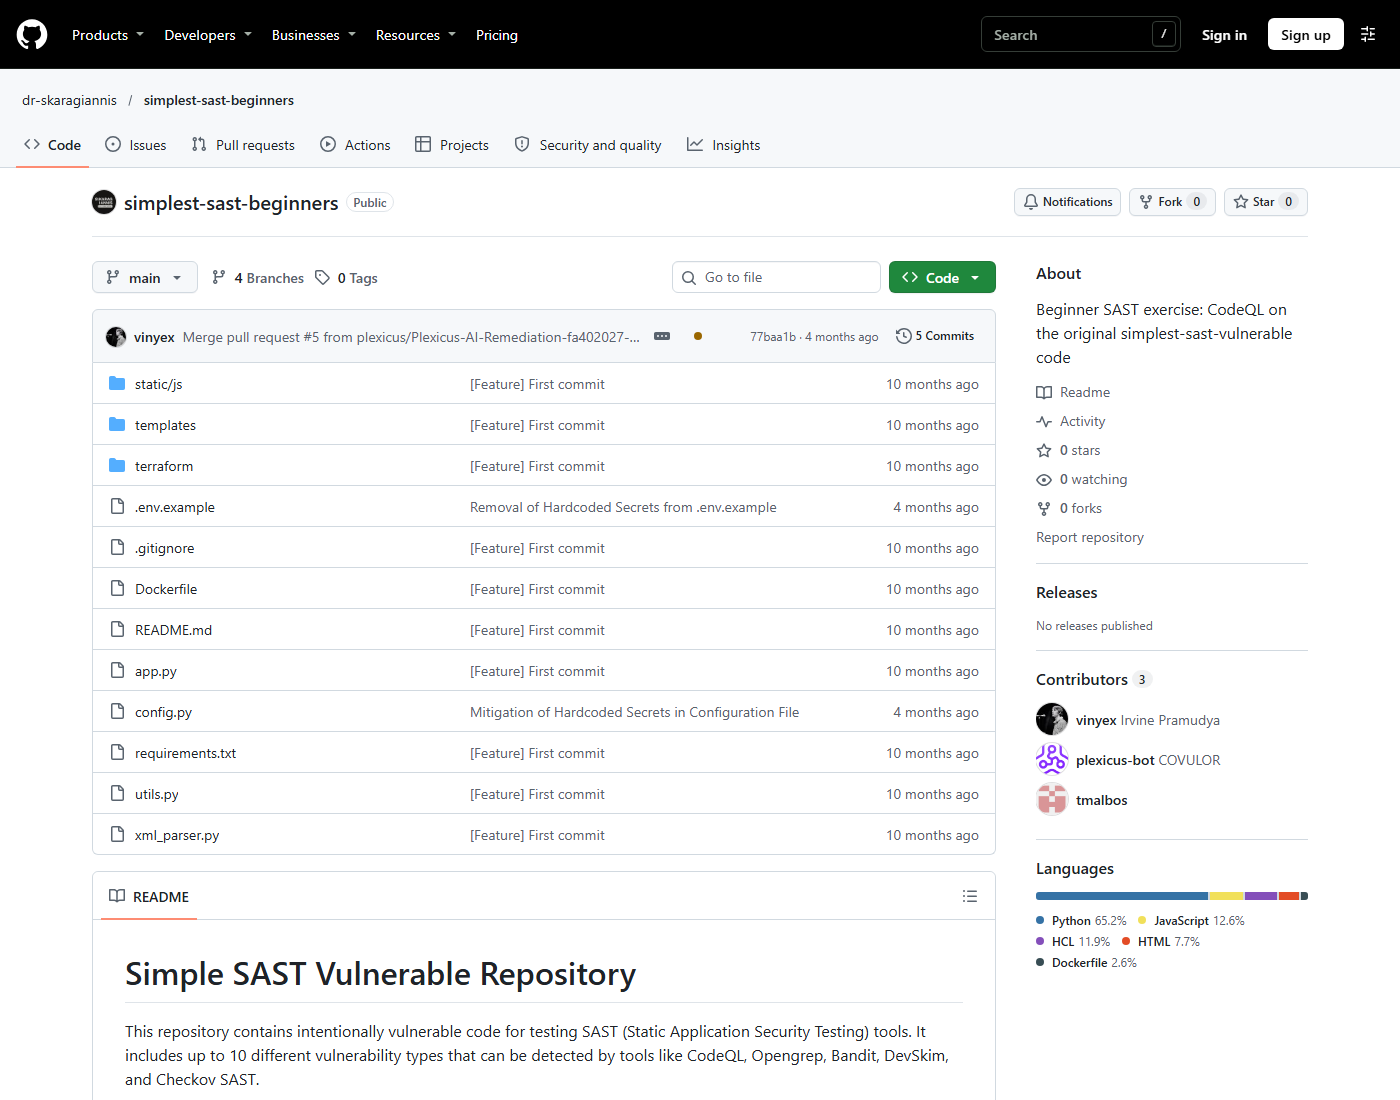 Products Developers Businesses Resources Pricing Search / Sign in Sign up
dr-skaragiannis / simplest-sast-beginners
Code Issues Pull requests Actions Projects Security and quality Insights
simplest-sast-beginners Public Notifications Fork 0 Star 0
main 4 Branches 0 Tags Go to file Code
vinyex Merge pull request #5 from plexicus/Plexicus-AI-Remediation-fa402027-... 77baa1b · 4 months ago 5 Commits
static/js [Feature] First commit 10 months ago
templates [Feature] First commit 10 months ago
terraform [Feature] First commit 10 months ago
.env.example Removal of Hardcoded Secrets from .env.example 4 months ago
.gitignore [Feature] First commit 10 months ago
Dockerfile [Feature] First commit 10 months ago
README.md [Feature] First commit 10 months ago
app.py [Feature] First commit 10 months ago
config.py Mitigation of Hardcoded Secrets in Configuration File 4 months ago
requirements.txt [Feature] First commit 10 months ago
utils.py [Feature] First commit 10 months ago
xml_parser.py [Feature] First commit 10 months ago
README
Simple SAST Vulnerable Repository
This repository contains intentionally vulnerable code for testing SAST (Static Application Security Testing) tools. It
includes up to 10 different vulnerability types that can be detected by tools like CodeQL, Opengrep, Bandit, DevSkim,
and Checkov SAST.
About
Beginner SAST exercise: CodeQL on
the original simplest-sast-vulnerable
code
Readme
Activity
0 stars
0 watching
0 forks
Report repository
Releases
No releases published
Contributors 3
vinyex Irvine Pramudya
plexicus-bot COVULOR
tmalbos
Languages
Python 65.2% JavaScript 12.6%
HCL 11.9% HTML 7.7%
Dockerfile 2.6%